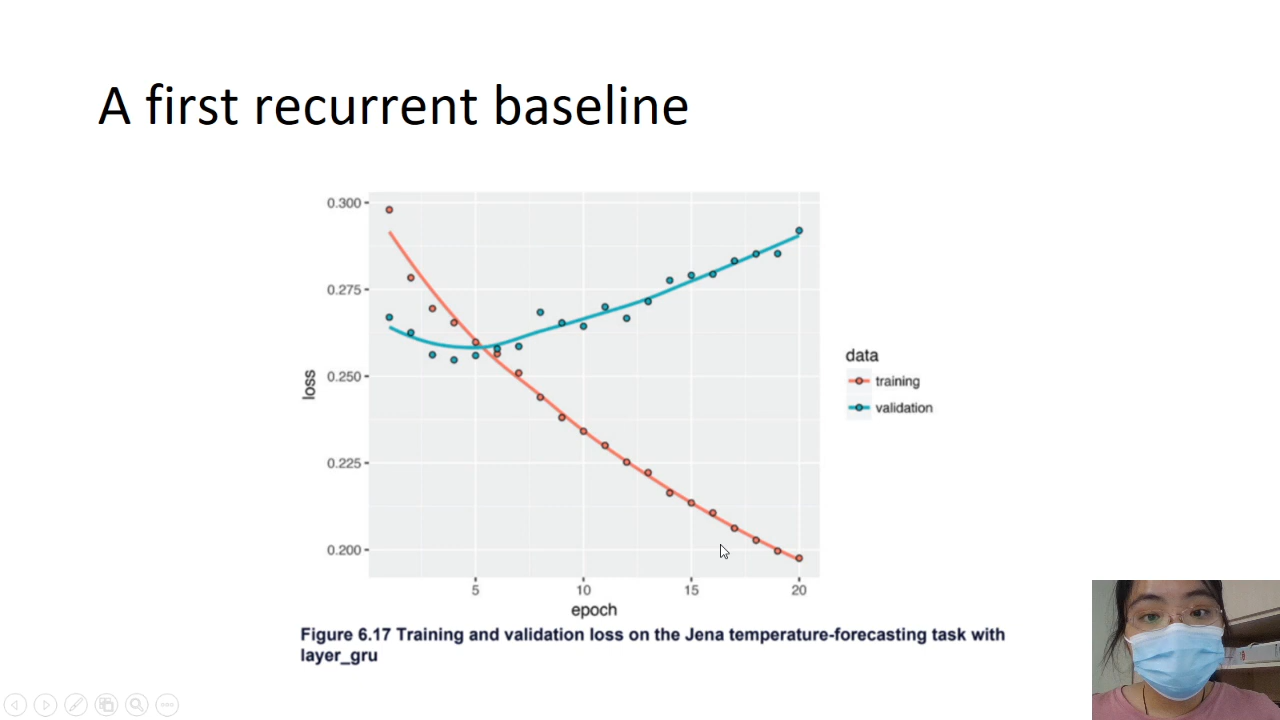 A first recurrent baseline
0.300
0.275
0.250
0.225
0.200
loss
5 10 15 20
epoch
data
training
validation
Figure 6.17 Training and validation loss on the Jena temperature-forecasting task with
layer_gru